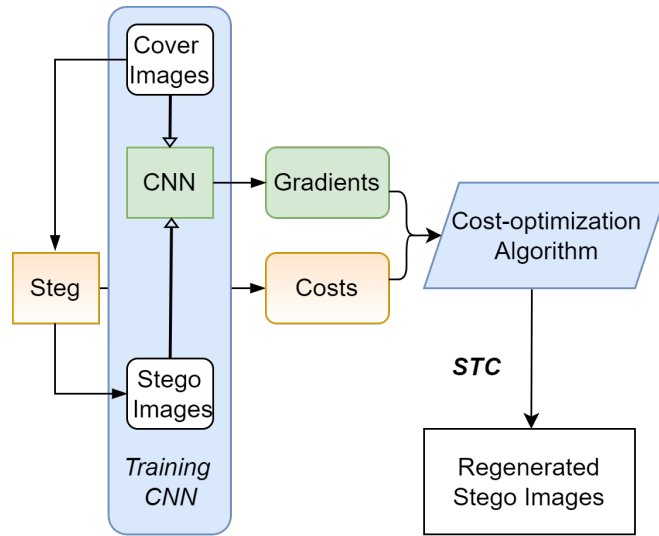 Cover
Images
CNN
Gradients
Cost-optimization
Algorithm
Steg
Costs
Stego
Images
STC
Training
CNN
Regenerated
Stego Images